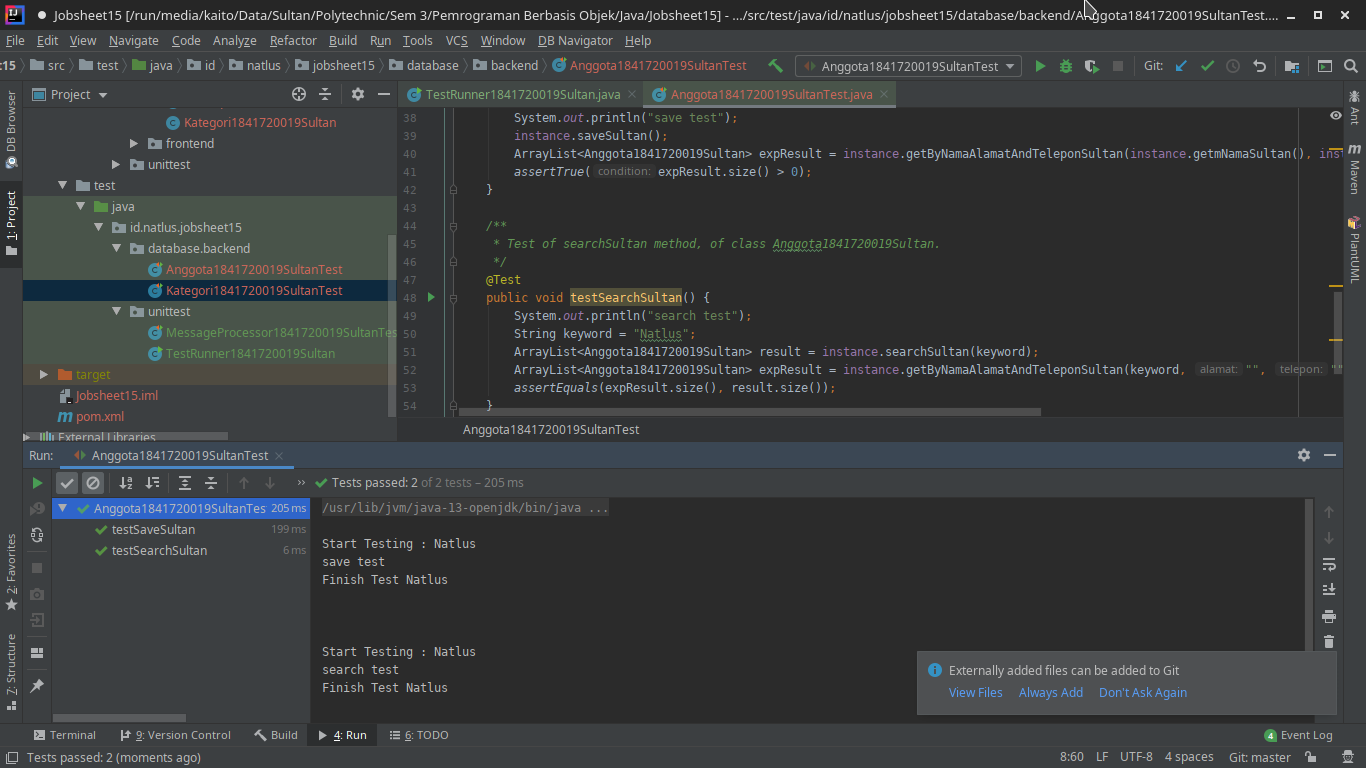 Jobsheet15 [/run/media/kaito/Data/Sultan/Polytechnic/Sem 3/Pemrograman Berbasis Objek/Java/Jobsheet15] - .../src/test/java/id/natlus/jobsheet15/database/backend/Anggota1841720019SultanTest....
File Edit View Navigate Code Analyze Refactor Build Run Tools VCS Window DB Navigator Help
:15 src test java id natlus jobsheet15 database backend Anggota1841720019SultanTest Anggota1841720019SultanTest Git:
Project
TestRunner1841720019Sultan.java Anggota1841720019SultanTest.java
DB Browser
1: Project
2: Favorites
7: Structure
Kategori1841720019Sultan
frontend
unittest
test
java
id.natlus.jobsheet15
database.backend
Anggota1841720019SultanTest
Kategori1841720019SultanTest
unittest
MessageProcessor1841720019SultanTes
TestRunner1841720019Sultan
target
Jobsheet15.iml
pom.xml
External Libraries
38 System.out.println("save test");
39 instance.saveSultan();
40 ArrayList<Anggota1841720019Sultan> expResult = instance.getByNamaAlamatAndTeleponSultan(instance.getmNamaSultan(), inst
41 assertTrue( condition: expResult.size() > 0);
42 }
43
44 /**
45 * Test of searchSultan method, of class Anggota1841720019Sultan.
46 */
47 @Test
48 public void testSearchSultan() {
49 System.out.println("search test");
50 String keyword = "Natlus";
51 ArrayList<Anggota1841720019Sultan> result = instance.searchSultan(keyword);
52 ArrayList<Anggota1841720019Sultan> expResult = instance.getByNamaAlamatAndTeleponSultan(keyword, alamat: "", telepon: ""
53 assertEquals(expResult.size(), result.size());
54 }
Anggota1841720019SultanTest
Ant
Maven
PlantUML
Run: Anggota1841720019SultanTest
Tests passed: 2 of 2 tests – 205 ms
Anggota1841720019SultanTes 205 ms
testSaveSultan 199 ms
testSearchSultan 6 ms
/usr/lib/jvm/java-13-openjdk/bin/java ...
Start Testing : Natlus
save test
Finish Test Natlus
Start Testing : Natlus
search test
Finish Test Natlus
Externally added files can be added to Git
View Files Always Add Don't Ask Again
Terminal 9: Version Control Build 4: Run 6: TODO 4 Event Log
Tests passed: 2 (moments ago) 8:60 LF UTF-8 4 spaces Git: master